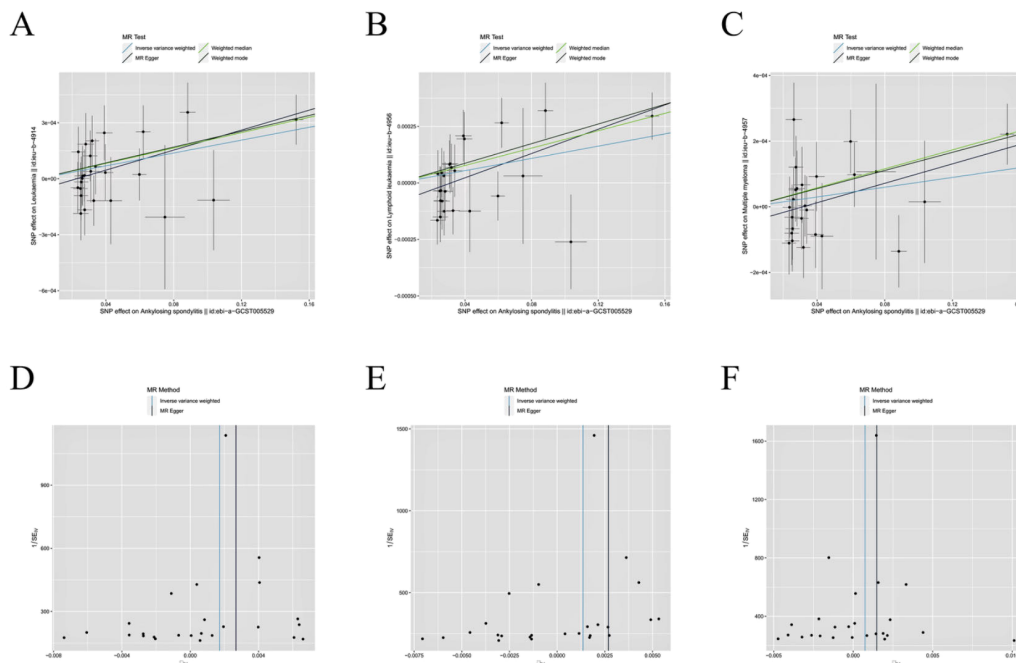 A
MR Test
Inverse variance weighted
Weighted median
MR Egger
Weighted mode
SNP effect on Leukaemia || id:ieu-b-4914
3e-04
0e+00
-3e-04
-6e-04
0.04
0.08
0.12
0.16
SNP effect on Ankylosing spondylitis || id:ebi-a-GCST005529
B
MR Test
Inverse variance weighted
Weighted median
MR Egger
Weighted mode
SNP effect on Lymphoid leukaemia || id:ieu-b-4956
0.00025
0.00000
-0.00025
-0.00050
0.04
0.08
0.12
0.16
SNP effect on Ankylosing spondylitis || id:ebi-a-GCST005529
C
MR Test
Inverse variance weighted
Weighted median
MR Egger
Weighted mode
SNP effect on Multiple myeloma || id:ieu-b-4957
4e-04
2e-04
0e+00
-2e-04
0.04
0.08
0.12
SNP effect on Ankylosing spondylitis || id:ebi-a-GCST005529
D
MR Method
Inverse variance weighted
MR Egger
1/SEIV
900
600
300
-0.008
-0.004
0.000
0.004
E
MR Method
Inverse variance weighted
MR Egger
1/SEIV
1500
1000
500
-0.0075
-0.0050
-0.0025
0.0000
0.0025
0.0050
F
MR Method
Inverse variance weighted
MR Egger
1/SEIV
1600
1200
800
400
-0.005
0.000
0.005